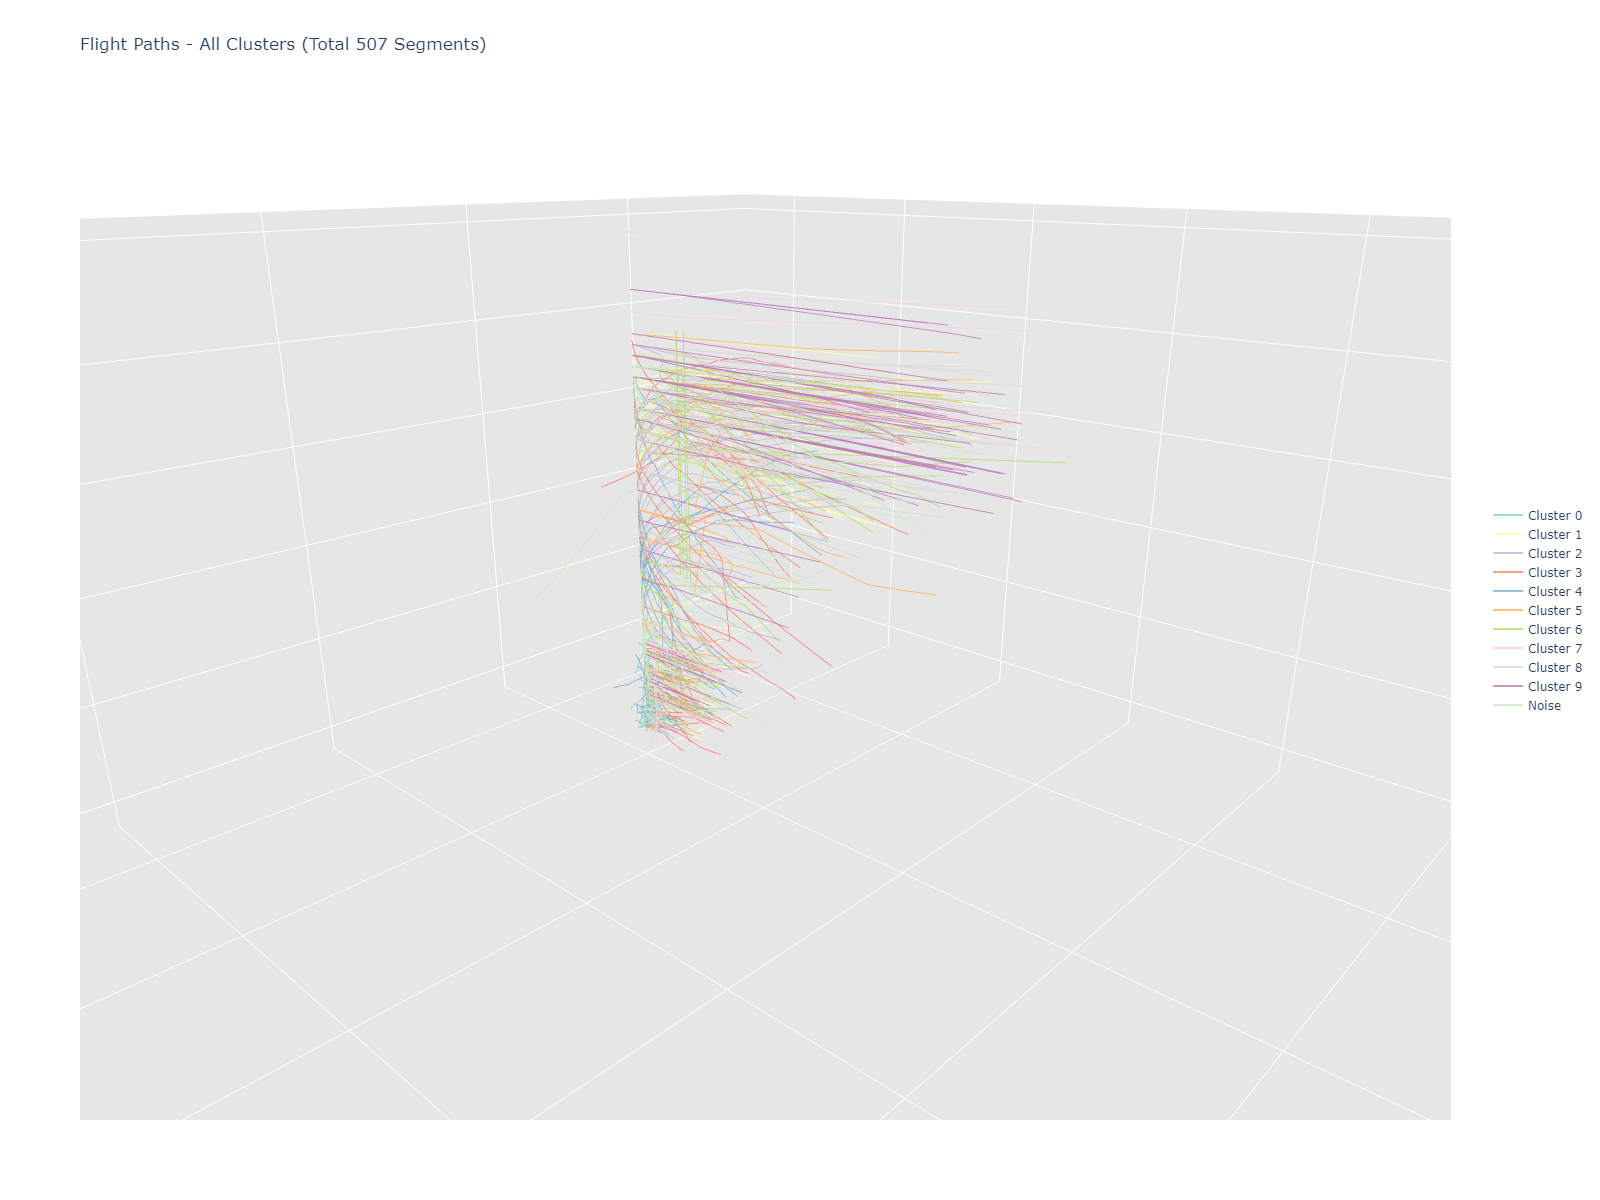 Flight Paths - All Clusters (Total 507 Segments)
Cluster 0
Cluster 1
Cluster 2
Cluster 3
Cluster 4
Cluster 5
Cluster 6
Cluster 7
Cluster 8
Cluster 9
Noise